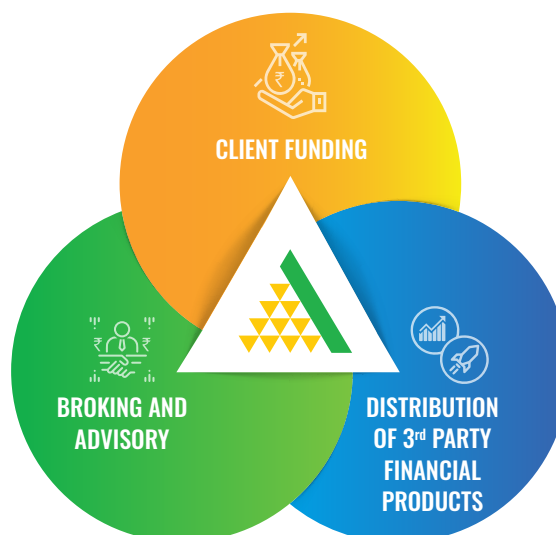 ₹
CLIENT FUNDING
₹ ₹
BROKING AND
ADVISORY
DISTRIBUTION
OF 3rd PARTY
FINANCIAL
PRODUCTS